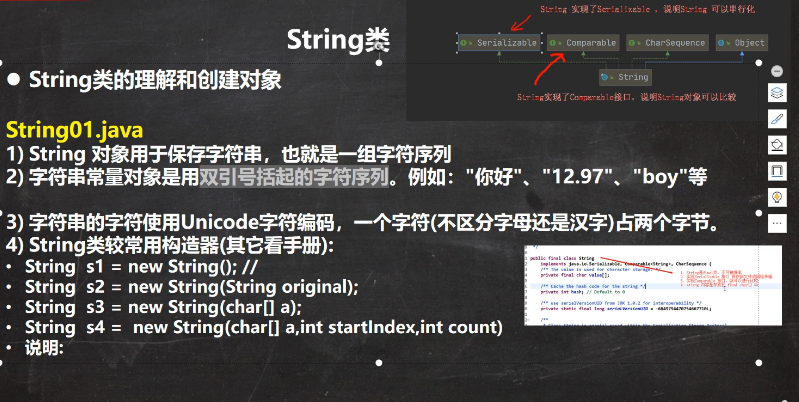 String 实现了Serializable ，说明String 可以串行化
String类
Serializable
Comparable
CharSequence
Object
String
String实现了Comparable接口，说明String对象可以比较
● String类的理解和创建对象
String01.java
1) String 对象用于保存字符串，也就是一组字符序列
2) 字符串常量对象是用双引号括起的字符序列。例如："你好"、"12.97"、"boy"等
3) 字符串的字符使用Unicode字符编码，一个字符(不区分字母还是汉字)占两个字节。
4) String类较常用构造器(其它看手册):
• String s1 = new String(); //
• String s2 = new String(String original);
• String s3 = new String(char[] a);
• String s4 = new String(char[] a,int startIndex,int count)
• 说明:
public final class String
implements java.io.Serializable, Comparable<String>, CharSequence {
/** The value is used for character storage. */
private final char value[];
/** Cache the hash code for the string */
private int hash; // Default to 0
/** use serialVersionUID from JDK 1.0.2 for interoperability */
private static final long serialVersionUID =
/**